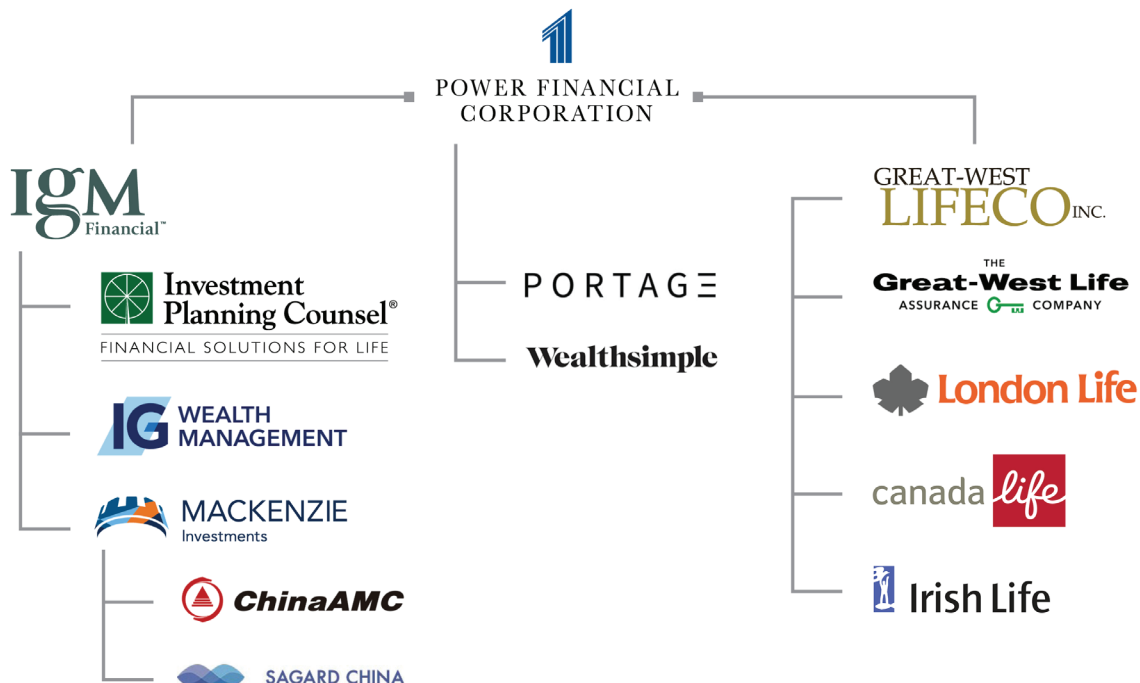 POWER FINANCIAL
CORPORATION
IgM
Financial™
Investment
Planning Counsel®
FINANCIAL SOLUTIONS FOR LIFE
IG WEALTH
MANAGEMENT
MACKENZIE
Investments
ChinaAMC
SAGARD CHINA
PORTAGE
Wealthsimple
GREAT-WEST
LIFECO INC.
THE
Great-West Life
ASSURANCE COMPANY
London Life
canada life
Irish Life